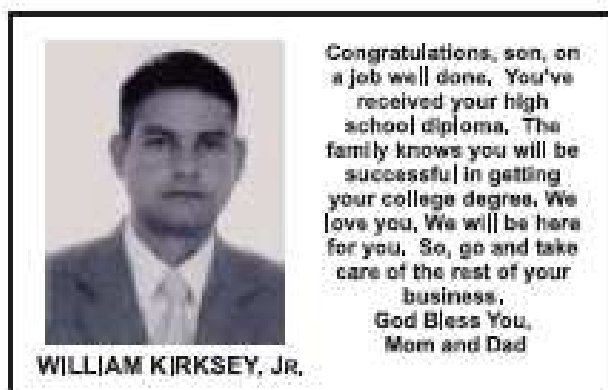 Congratulations, son, on
a job well done. You've
received your high
school diploma. The
family knows you will be
successful in getting
your college degree. We
love you. We will be here
for you. So, go and take
care of the rest of your
business.
God Bless You,
Mom and Dad
WILLIAM KIRKSEY, JR.